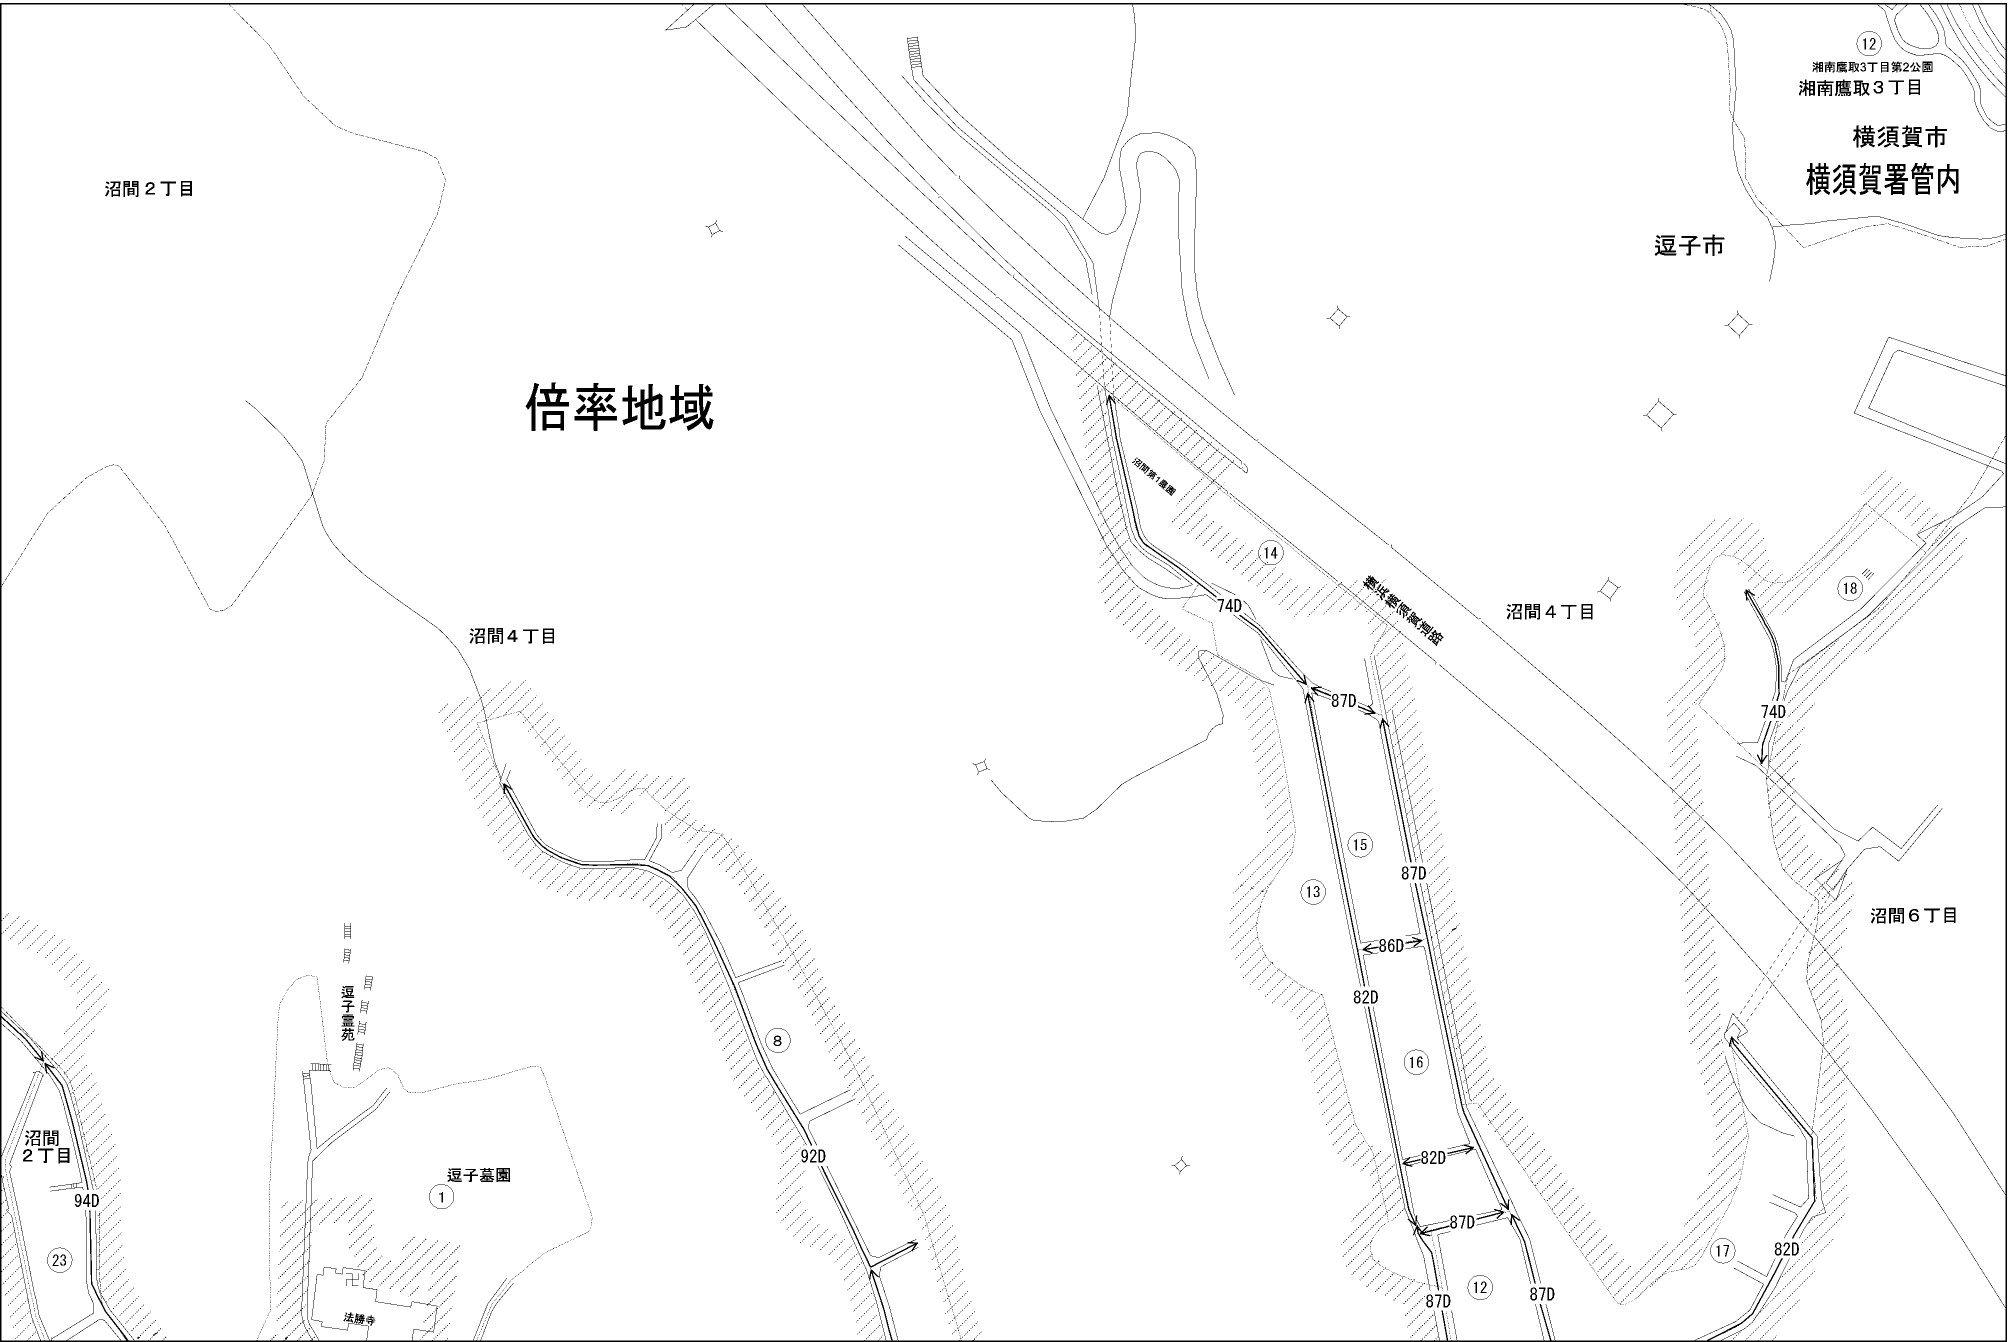 12
湘南鷹取3丁目第2公園
湘南鷹取3丁目
横須賀市
横須賀署管内
沼間2丁目
逗子市
倍率地域
沼間第1農園
14
横浜横須賀道路
74D
18
沼間4丁目
沼間4丁目
87D
74D
15
87D
13
86D
沼間6丁目
82D
逗子霊苑
8
16
沼間
2丁目
92D
82D
逗子墓園
1
94D
87D
17
82D
23
12
87D
87D
法勝寺